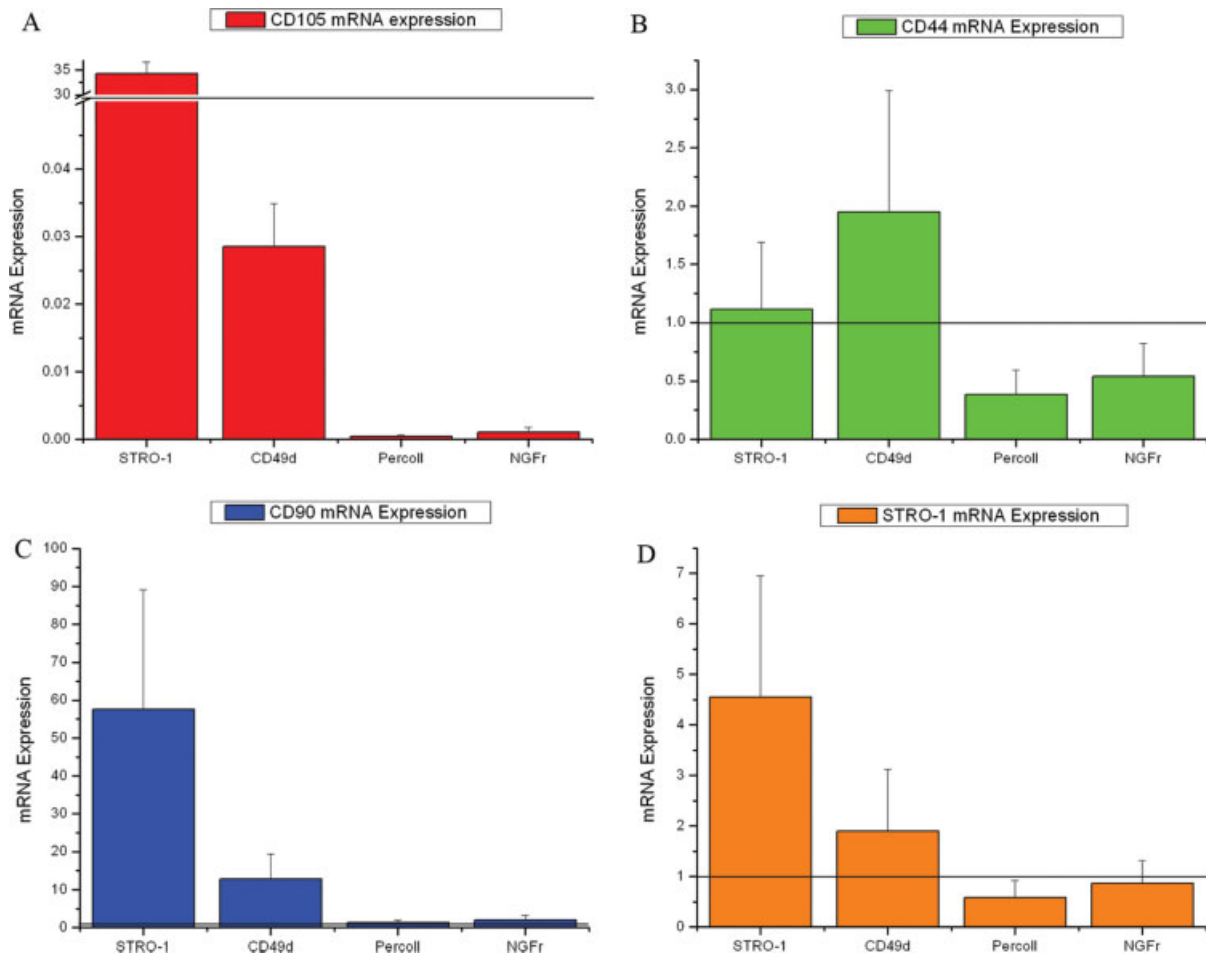 A
CD105 mRNA expression
mRNA Expression
35
30
0.04
0.03
0.02
0.01
0.00
STRO-1 CD49d Percoll NGFr
B
CD44 mRNA Expression
mRNA Expression
3.0
2.5
2.0
1.5
1.0
0.5
0.0
STRO-1 CD49d Percoll NGFr
C
CD90 mRNA Expression
mRNA Expression
100
90
80
70
60
50
40
30
20
10
0
STRO-1 CD49d Percoll NGFr
D
STRO-1 mRNA Expression
mRNA Expression
7
6
5
4
3
2
1
0
STRO-1 CD49d Percoll NGFr